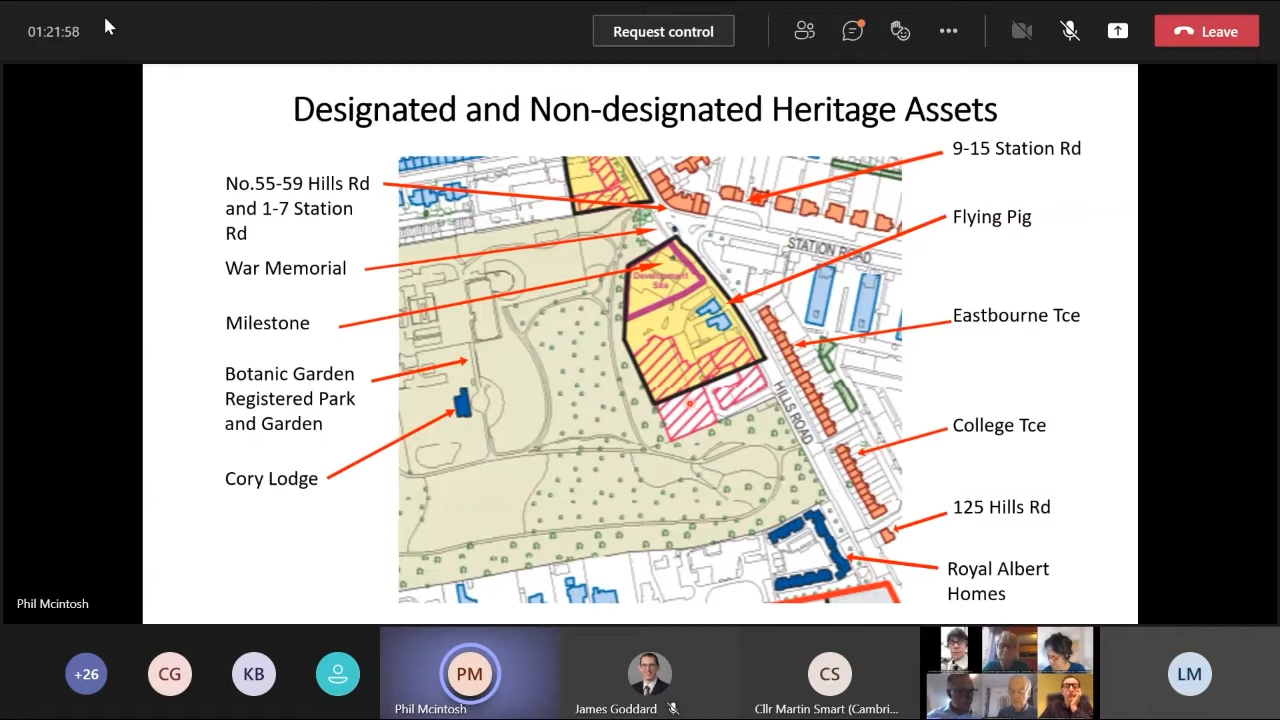 01:21:58
Request control
Leave
Designated and Non-designated Heritage Assets
No.55-59 Hills Rd
and 1-7 Station
Rd
War Memorial
Milestone
Botanic Garden
Registered Park
and Garden
Cory Lodge
Development
Site
STATION ROAD
HILLS ROAD
9-15 Station Rd
Flying Pig
Eastbourne Tce
College Tce
125 Hills Rd
Royal Albert
Homes
Phil Mcintosh
+26
CG
KB
PM
Phil Mcintosh
James Goddard
CS
Cllr Martin Smart (Cambri...
LM